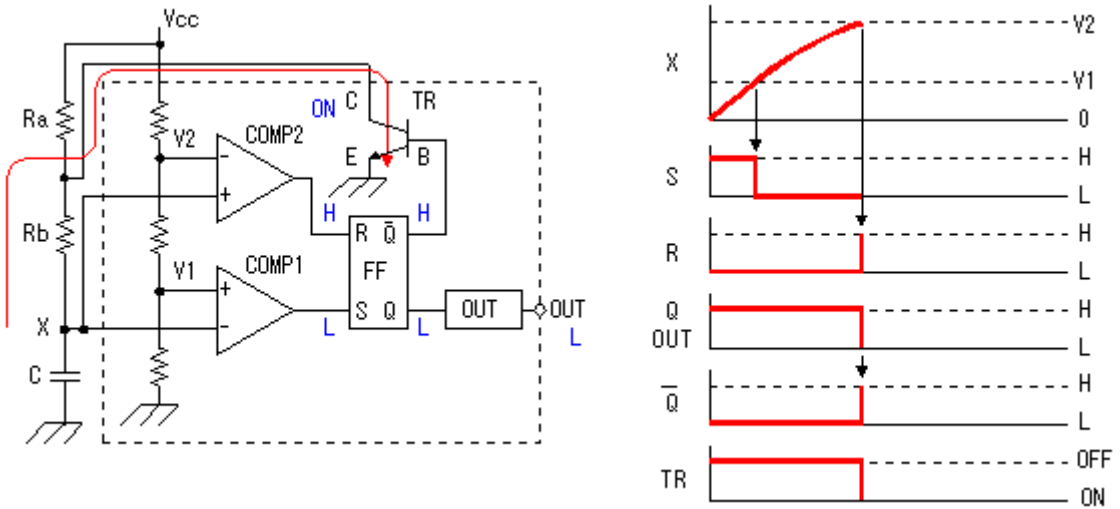 Vcc
Ra
V2
COMP2
ON
C
TR
E
B
H
H
R Q̅
FF
Rb
V1
COMP1
S Q
OUT
OUT
L
L
L
X
C
X
V2
V1
0
S
H
L
R
H
L
Q
OUT
H
L
Q̅
H
L
TR
OFF
ON